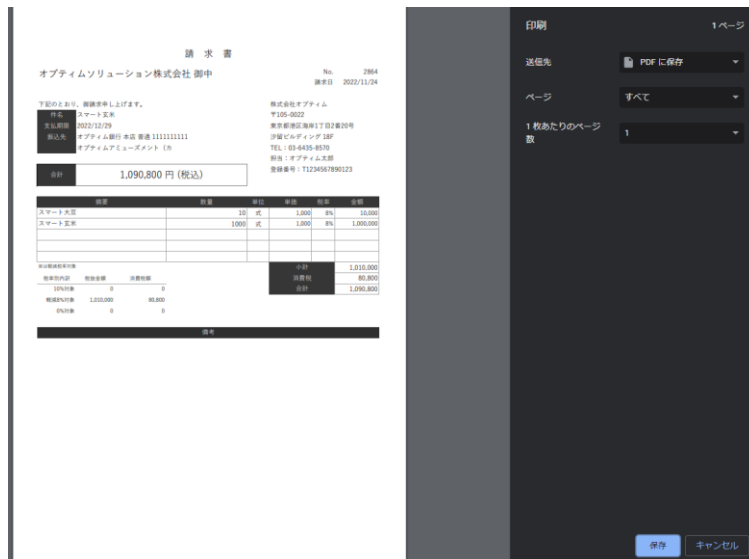 請 求 書
オプティムソリューション株式会社 御中
No. 2864
請求日 2022/11/24
下記のとおり、御請求申し上げます。
件名 スマート玄米
支払期限 2022/12/29
振込先 オプティム銀行 本店 普通 1111111111
オプティムアミューズメント（カ
株式会社オプティム
〒105-0022
東京都港区海岸1丁目2番20号
汐留ビルディング 18F
TEL：03-6435-8570
担当：オプティム太郎
登録番号：T1234567890123
合計 1,090,800 円 (税込)
摘要 数量 単位 単価 税率 金額
スマート大豆 10 式 1,000 8% 10,000
スマート玄米 1000 式 1,000 8% 1,000,000
※は軽減税率対象
小計 1,010,000
消費税 80,800
合計 1,090,800
税率別内訳 税抜金額 消費税額
10%対象 0 0
軽減8%対象 1,010,000 80,800
0%対象 0 0
備考
印刷 1 ページ
送信先 PDF に保存
ページ すべて
1 枚あたりのページ数 1
保存 キャンセル